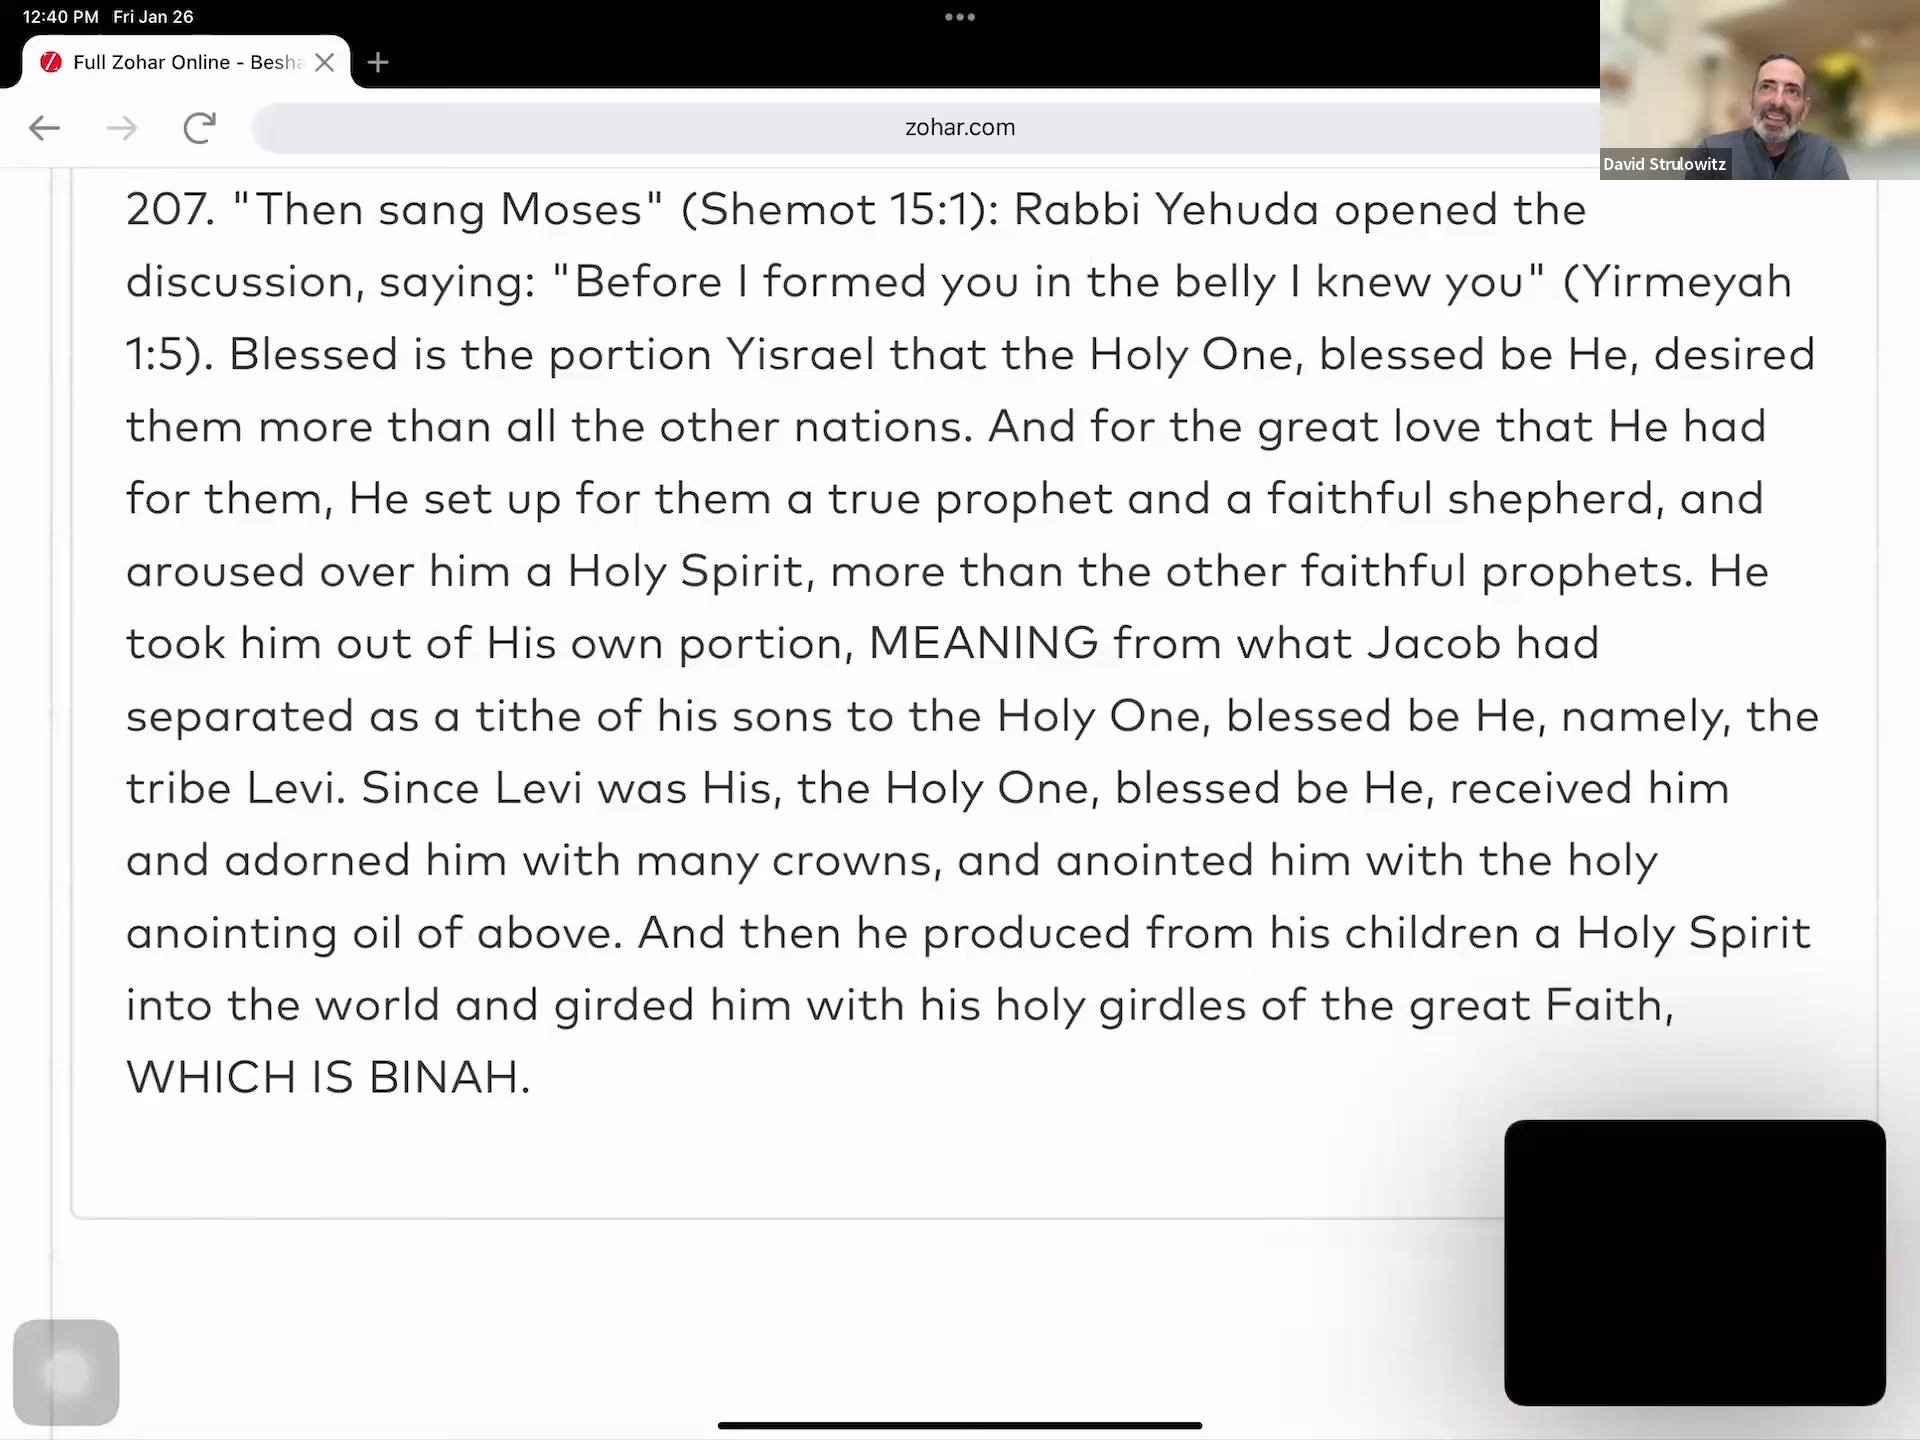 12:40 PM Fri Jan 26
Full Zohar Online - Besha
zohar.com
David Strulowitz
207. "Then sang Moses" (Shemot 15:1): Rabbi Yehuda opened the
discussion, saying: "Before I formed you in the belly I knew you" (Yirmeyah
1:5). Blessed is the portion Yisrael that the Holy One, blessed be He, desired
them more than all the other nations. And for the great love that He had
for them, He set up for them a true prophet and a faithful shepherd, and
aroused over him a Holy Spirit, more than the other faithful prophets. He
took him out of His own portion, MEANING from what Jacob had
separated as a tithe of his sons to the Holy One, blessed be He, namely, the
tribe Levi. Since Levi was His, the Holy One, blessed be He, received him
and adorned him with many crowns, and anointed him with the holy
anointing oil of above. And then he produced from his children a Holy Spirit
into the world and girded him with his holy girdles of the great Faith,
WHICH IS BINAH.